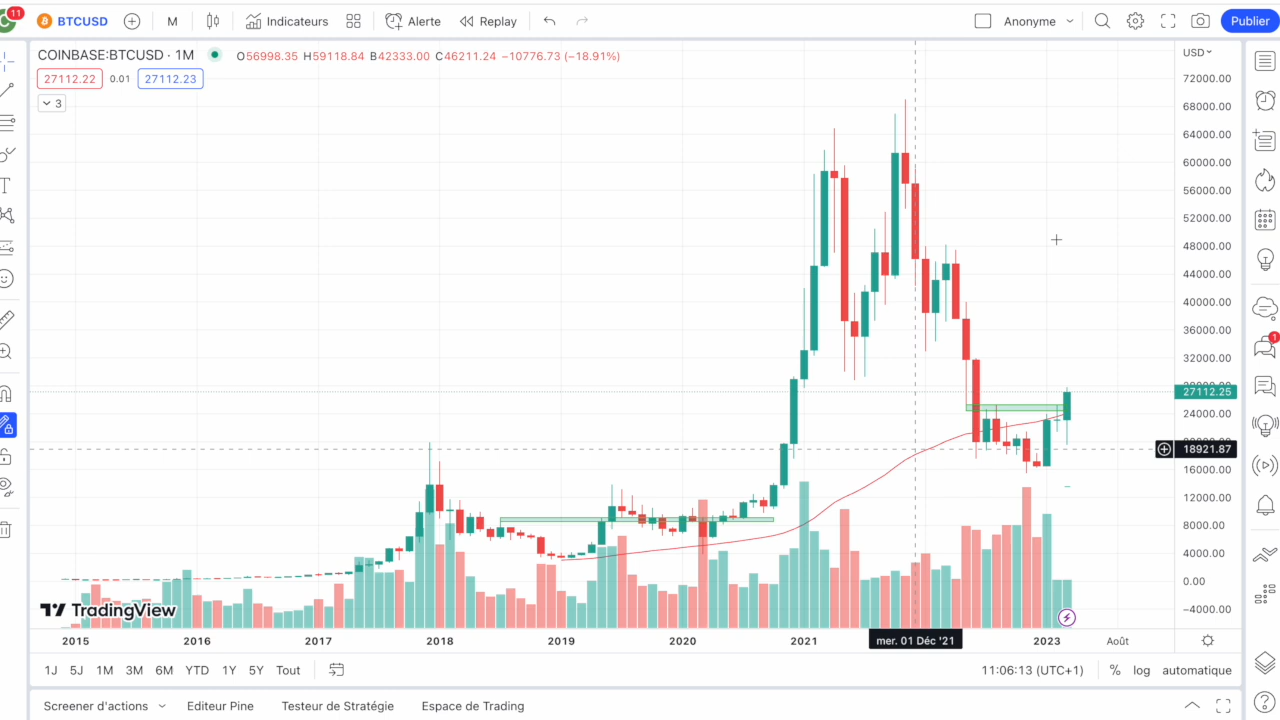 11
BTCUSD
M
Indicateurs
Alerte
Replay
Anonyme
Publier
COINBASE:BTCUSD · 1M
O56998.35 H59118.84 B42333.00 C46211.24 −10776.73 (−18.91%)
27112.22 0.01 27112.23
3
USD
72000.00
68000.00
64000.00
60000.00
56000.00
52000.00
48000.00
44000.00
40000.00
36000.00
32000.00
27112.25
24000.00
18921.87
16000.00
12000.00
8000.00
4000.00
0.00
−4000.00
1
TradingView
2015 2016 2017 2018 2019 2020 2021 mer. 01 Déc '21 2023 Août
1J 5J 1M 3M 6M YTD 1Y 5Y Tout
11:06:13 (UTC+1) % log automatique
Screener d'actions Editeur Pine Testeur de Stratégie Espace de Trading